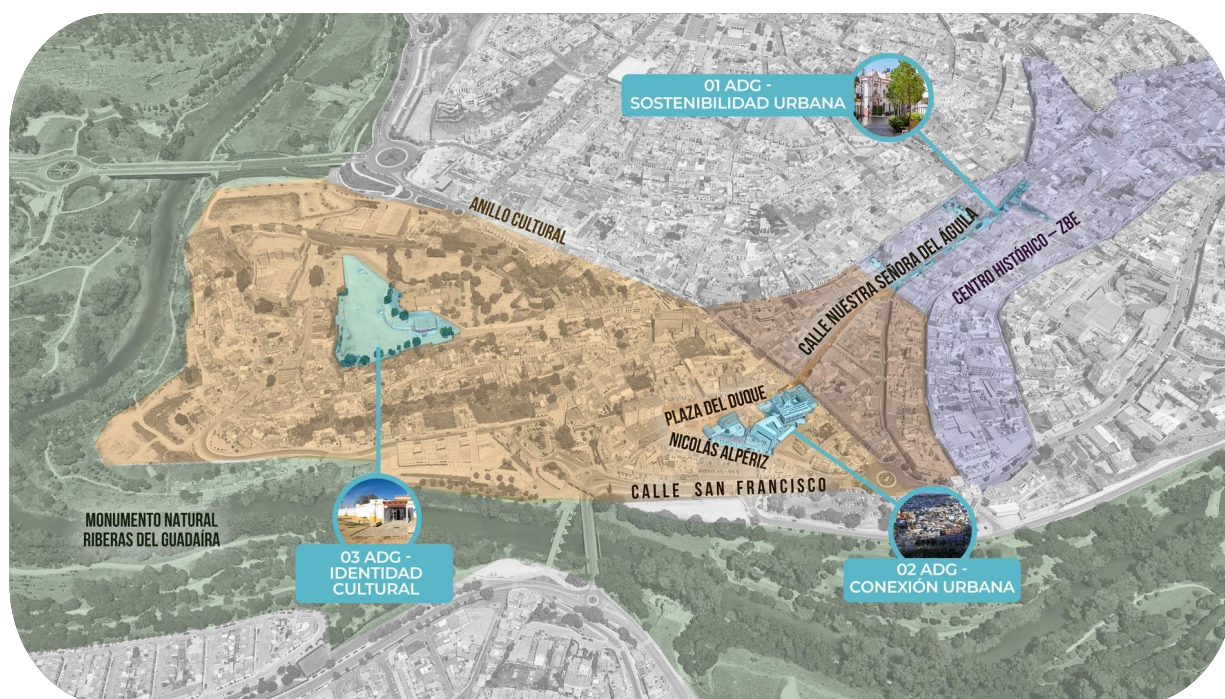 01 ADG -
SOSTENIBILIDAD URBANA
ANILLO CULTURAL
CALLE NUESTRA SEÑORA DEL ÁGUILA
CENTRO HISTÓRICO – ZBE
PLAZA DEL DUQUE
NICOLÁS ALPÉRIZ
CALLE SAN FRANCISCO
MONUMENTO NATURAL
RIBERAS DEL GUADAÍRA
03 ADG -
IDENTIDAD
CULTURAL
02 ADG -
CONEXIÓN URBANA